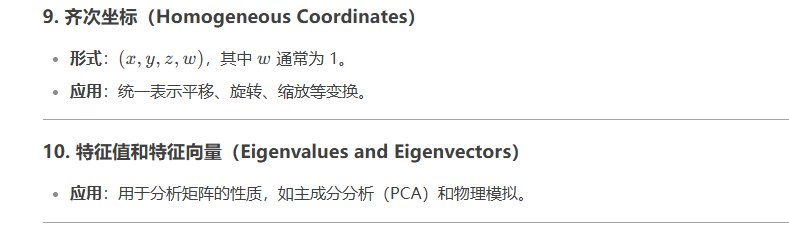 9. 齐次坐标（Homogeneous Coordinates）
形式：(x, y, z, w)，其中 w 通常为 1。
应用：统一表示平移、旋转、缩放等变换。
10. 特征值和特征向量（Eigenvalues and Eigenvectors）
应用：用于分析矩阵的性质，如主成分分析（PCA）和物理模拟。